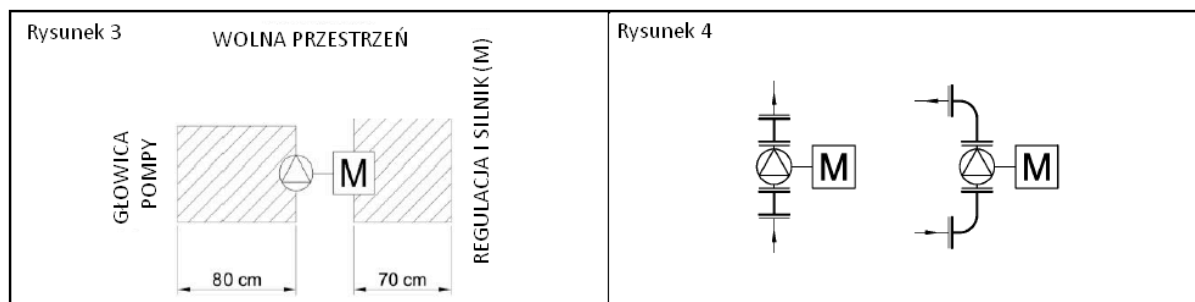 Rysunek 3
WOLNA PRZESTRZEŃ
GŁOWICA
POMPY
M
REGULACJA I SILNIK (M)
80 cm
70 cm
Rysunek 4
M
M